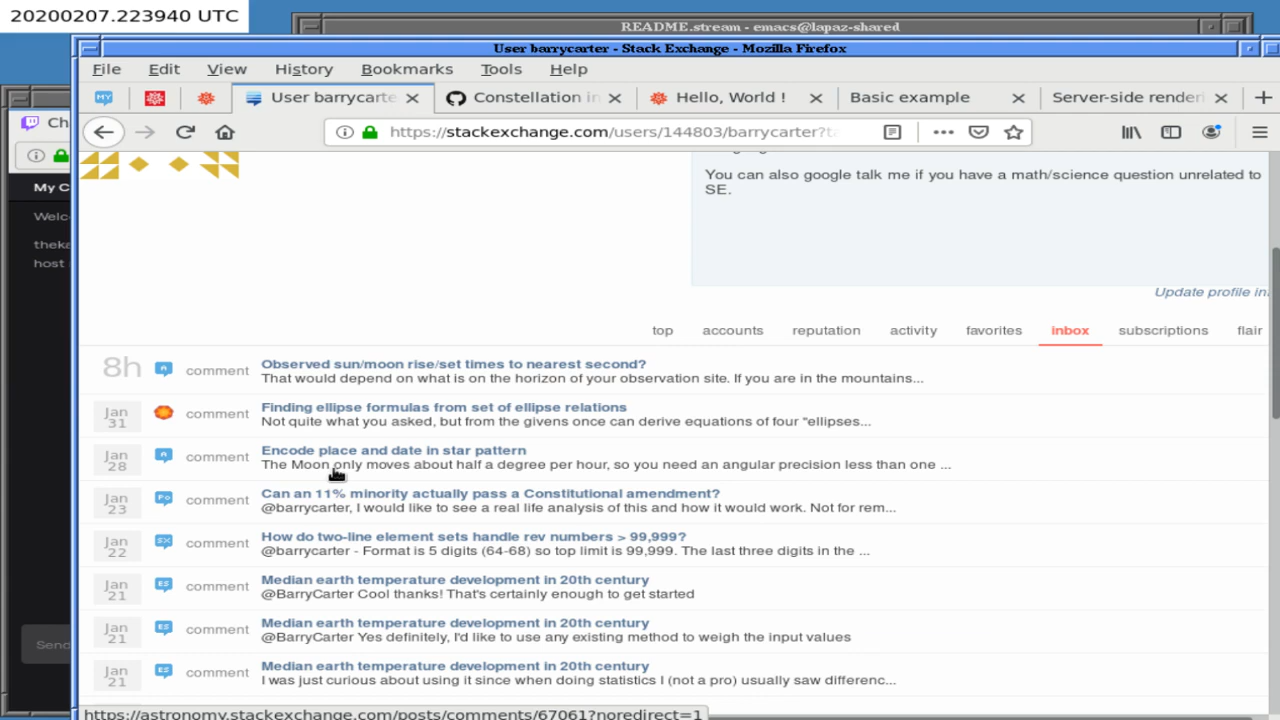 20200207.223940 UTC
README.stream - emacs@lapaz-shared
User barrycarter - Stack Exchange - Mozilla Firefox
File Edit View History Bookmarks Tools Help
MY User barrycarte Constellation in Hello, World ! Basic example Server-side renderi
https://stackexchange.com/users/144803/barrycarter?ta
Ch
My C
Welc
theka
host
Send
You can also google talk me if you have a math/science question unrelated to
SE.
Update profile in
top accounts reputation activity favorites inbox subscriptions flair
8h comment Observed sun/moon rise/set times to nearest second?
That would depend on what is on the horizon of your observation site. If you are in the mountains...
Jan 31 comment Finding ellipse formulas from set of ellipse relations
Not quite what you asked, but from the givens once can derive equations of four "ellipses...
Jan 28 comment Encode place and date in star pattern
The Moon only moves about half a degree per hour, so you need an angular precision less than one ...
Jan 23 Po comment Can an 11% minority actually pass a Constitutional amendment?
@barrycarter, I would like to see a real life analysis of this and how it would work. Not for rem...
Jan 22 SX comment How do two-line element sets handle rev numbers > 99,999?
@barrycarter - Format is 5 digits (64-68) so top limit is 99,999. The last three digits in the ...
Jan 21 ES comment Median earth temperature development in 20th century
@BarryCarter Cool thanks! That's certainly enough to get started
Jan 21 ES comment Median earth temperature development in 20th century
@BarryCarter Yes definitely, I'd like to use any existing method to weigh the input values
Jan 21 ES comment Median earth temperature development in 20th century
I was just curious about using it since when doing statistics I (not a pro) usually saw differenc...
https://astronomy.stackexchange.com/posts/comments/67061?noredirect=1